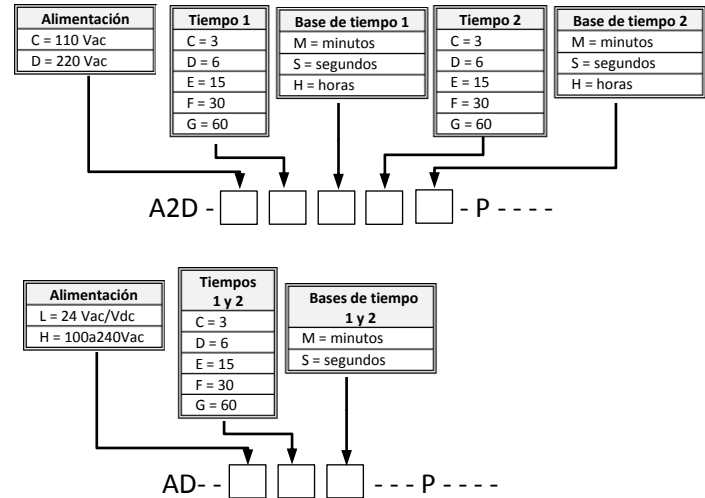 Alimentación
C = 110 Vac
D = 220 Vac
Tiempo 1
C = 3
D = 6
E = 15
F = 30
G = 60
Base de tiempo 1
M = minutos
S = segundos
H = horas
Tiempo 2
C = 3
D = 6
E = 15
F = 30
G = 60
Base de tiempo 2
M = minutos
S = segundos
H = horas
A2D - - P - - - -
Alimentación
L = 24 Vac/Vdc
H = 100a240Vac
Tiempos
1 y 2
C = 3
D = 6
E = 15
F = 30
G = 60
Bases de tiempo
1 y 2
M = minutos
S = segundos
AD- - - - - P - - - -